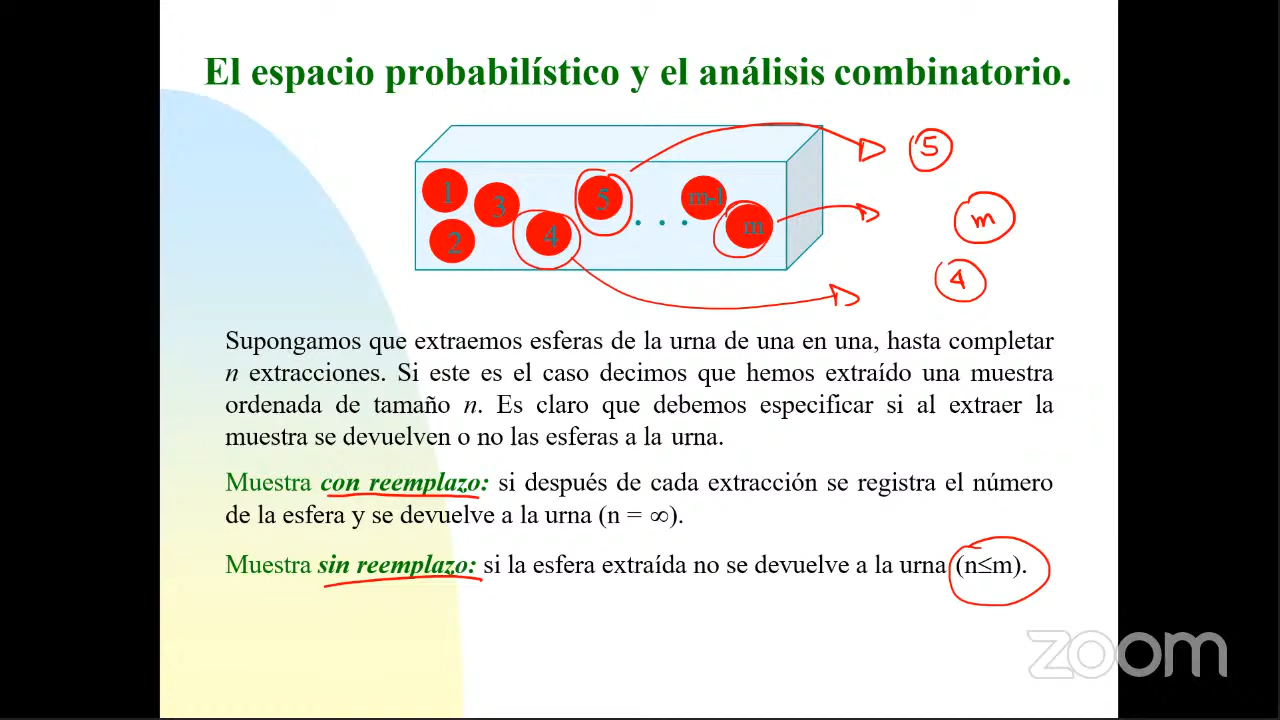 El espacio probabilístico y el análisis combinatorio.
1 3 5 m-1 5
2 4 . . . m m
4
Supongamos que extraemos esferas de la urna de una en una, hasta completar
n extracciones. Si este es el caso decimos que hemos extraído una muestra
ordenada de tamaño n. Es claro que debemos especificar si al extraer la
muestra se devuelven o no las esferas a la urna.
Muestra con reemplazo: si después de cada extracción se registra el número
de la esfera y se devuelve a la urna (n = ∞).
Muestra sin reemplazo: si la esfera extraída no se devuelve a la urna (n≤m).
zoom